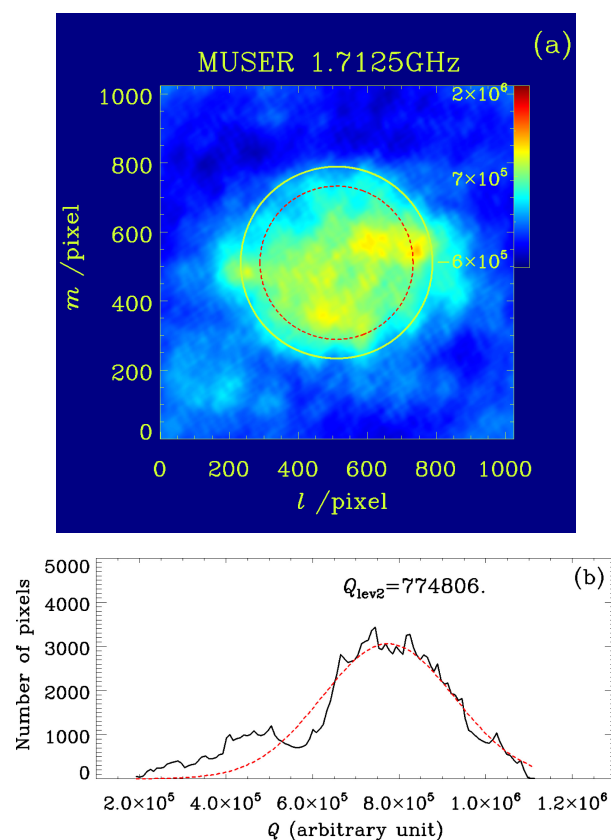 (a)
MUSER 1.7125GHz
2×10⁶
7×10⁵
-6×10⁵
1000
800
600
400
200
0
m /pixel
0 200 400 600 800 1000
l /pixel
(b)
Q_lev2=774806.
5000
4000
3000
2000
1000
0
Number of pixels
2.0×10⁵ 4.0×10⁵ 6.0×10⁵ 8.0×10⁵ 1.0×10⁶ 1.2×10⁶
Q (arbitrary unit)